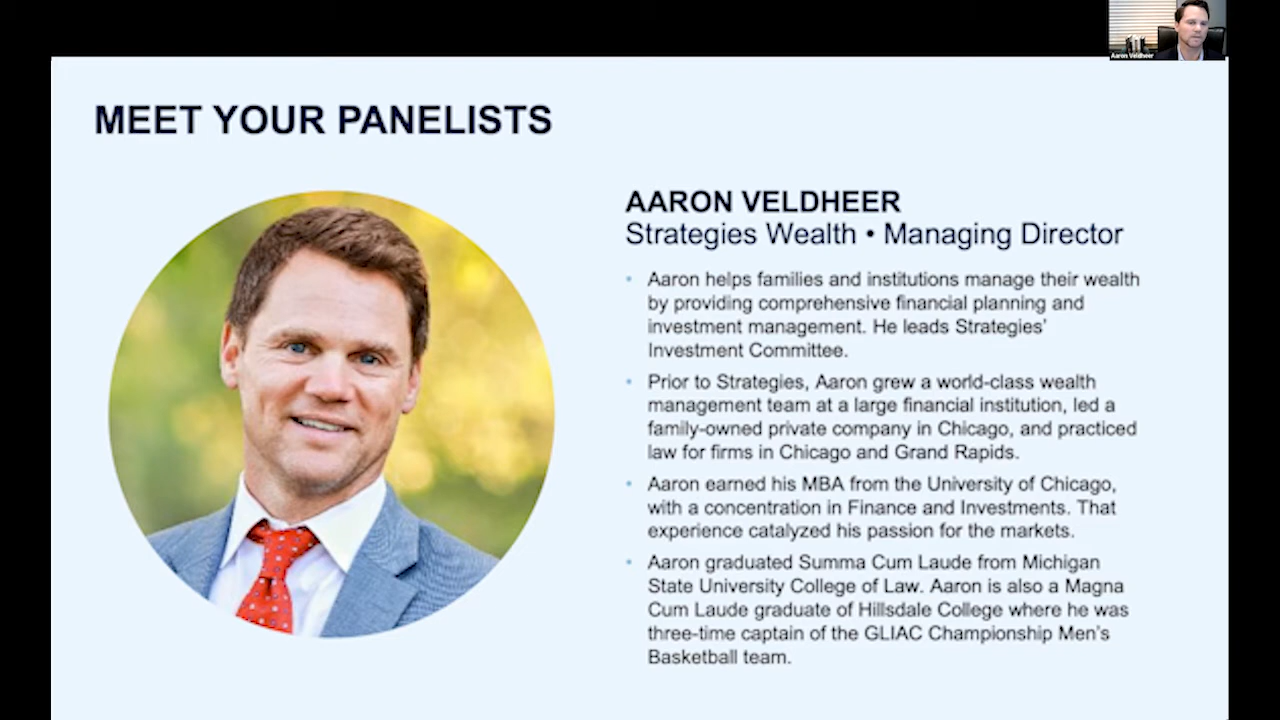 Aaron Veldheer
MEET YOUR PANELISTS
AARON VELDHEER
Strategies Wealth • Managing Director
• Aaron helps families and institutions manage their wealth
by providing comprehensive financial planning and
investment management. He leads Strategies’
Investment Committee.
• Prior to Strategies, Aaron grew a world-class wealth
management team at a large financial institution, led a
family-owned private company in Chicago, and practiced
law for firms in Chicago and Grand Rapids.
• Aaron earned his MBA from the University of Chicago,
with a concentration in Finance and Investments. That
experience catalyzed his passion for the markets.
• Aaron graduated Summa Cum Laude from Michigan
State University College of Law. Aaron is also a Magna
Cum Laude graduate of Hillsdale College where he was
three-time captain of the GLIAC Championship Men’s
Basketball team.